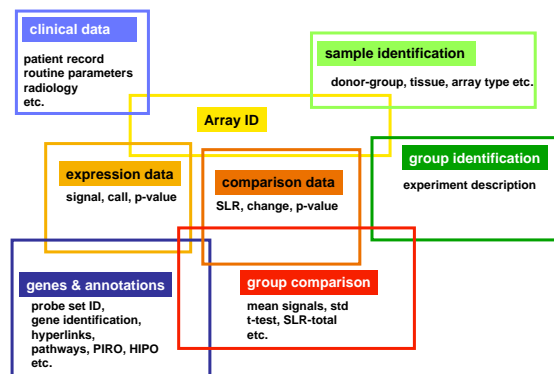 clinical data
patient record
routine parameters
radiology
etc.
sample identification
donor-group, tissue, array type etc.
Array ID
expression data
signal, call, p-value
comparison data
SLR, change, p-value
group identification
experiment description
genes & annotations
probe set ID,
gene identification,
hyperlinks,
pathways, PIRO, HIPO
etc.
group comparison
mean signals, std
t-test, SLR-total
etc.